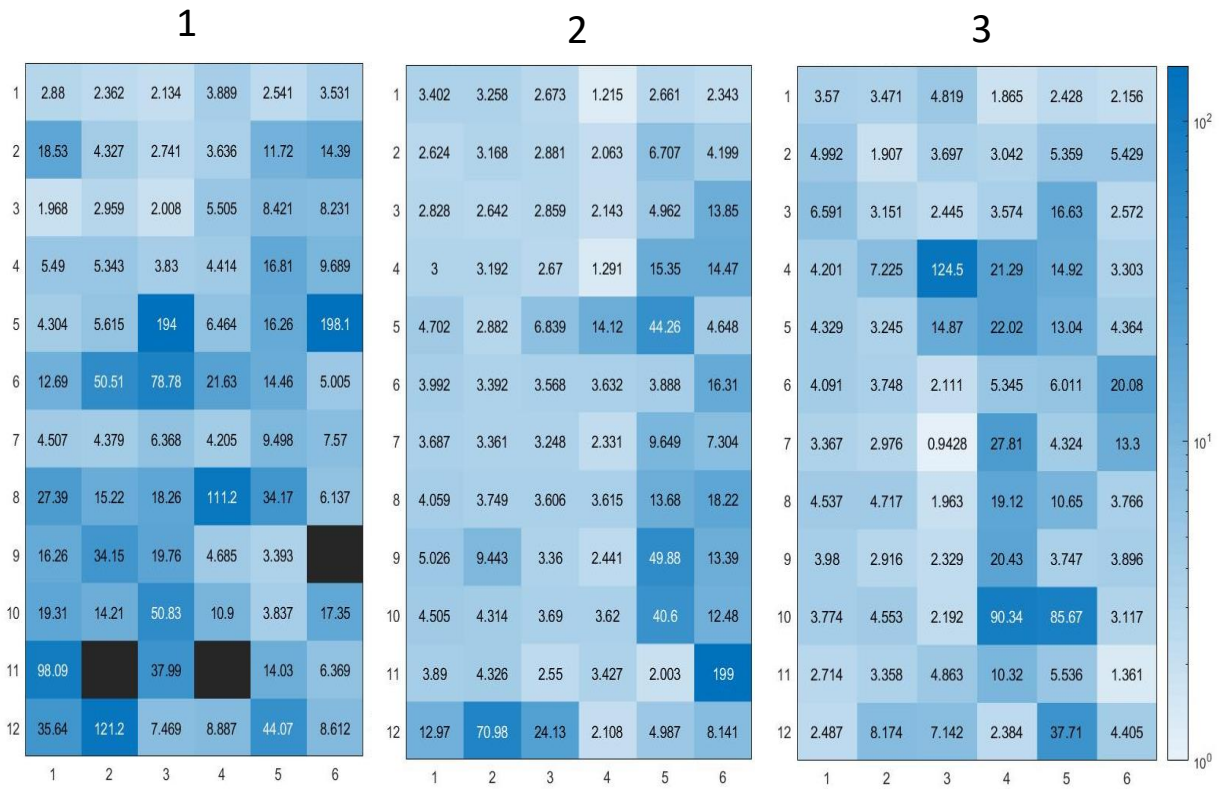 1 2 3
1 2.88 2.362 2.134 3.889 2.541 3.531
2 18.53 4.327 2.741 3.636 11.72 14.39
3 1.968 2.959 2.008 5.505 8.421 8.231
4 5.49 5.343 3.83 4.414 16.81 9.689
5 4.304 5.615 194 6.464 16.26 198.1
6 12.69 50.51 78.78 21.63 14.46 5.005
7 4.507 4.379 6.368 4.205 9.498 7.57
8 27.39 15.22 18.26 111.2 34.17 6.137
9 16.26 34.15 19.76 4.685 3.393
10 19.31 14.21 50.83 10.9 3.837 17.35
11 98.09 37.99 14.03 6.369
12 35.64 121.2 7.469 8.887 44.07 8.612
1 2 3 4 5 6
1 3.402 3.258 2.673 1.215 2.661 2.343
2 2.624 3.168 2.881 2.063 6.707 4.199
3 2.828 2.642 2.859 2.143 4.962 13.85
4 3 3.192 2.67 1.291 15.35 14.47
5 4.702 2.882 6.839 14.12 44.26 4.648
6 3.992 3.392 3.568 3.632 3.888 16.31
7 3.687 3.361 3.248 2.331 9.649 7.304
8 4.059 3.749 3.606 3.615 13.68 18.22
9 5.026 9.443 3.36 2.441 49.88 13.39
10 4.505 4.314 3.69 3.62 40.6 12.48
11 3.89 4.326 2.55 3.427 2.003 199
12 12.97 70.98 24.13 2.108 4.987 8.141
1 2 3 4 5 6
1 3.57 3.471 4.819 1.865 2.428 2.156
2 4.992 1.907 3.697 3.042 5.359 5.429
3 6.591 3.151 2.445 3.574 16.63 2.572
4 4.201 7.225 124.5 21.29 14.92 3.303
5 4.329 3.245 14.87 22.02 13.04 4.364
6 4.091 3.748 2.111 5.345 6.011 20.08
7 3.367 2.976 0.9428 27.81 4.324 13.3
8 4.537 4.717 1.963 19.12 10.65 3.766
9 3.98 2.916 2.329 20.43 3.747 3.896
10 3.774 4.553 2.192 90.34 85.67 3.117
11 2.714 3.358 4.863 10.32 5.536 1.361
12 2.487 8.174 7.142 2.384 37.71 4.405
1 2 3 4 5 6
10²
10¹
10⁰